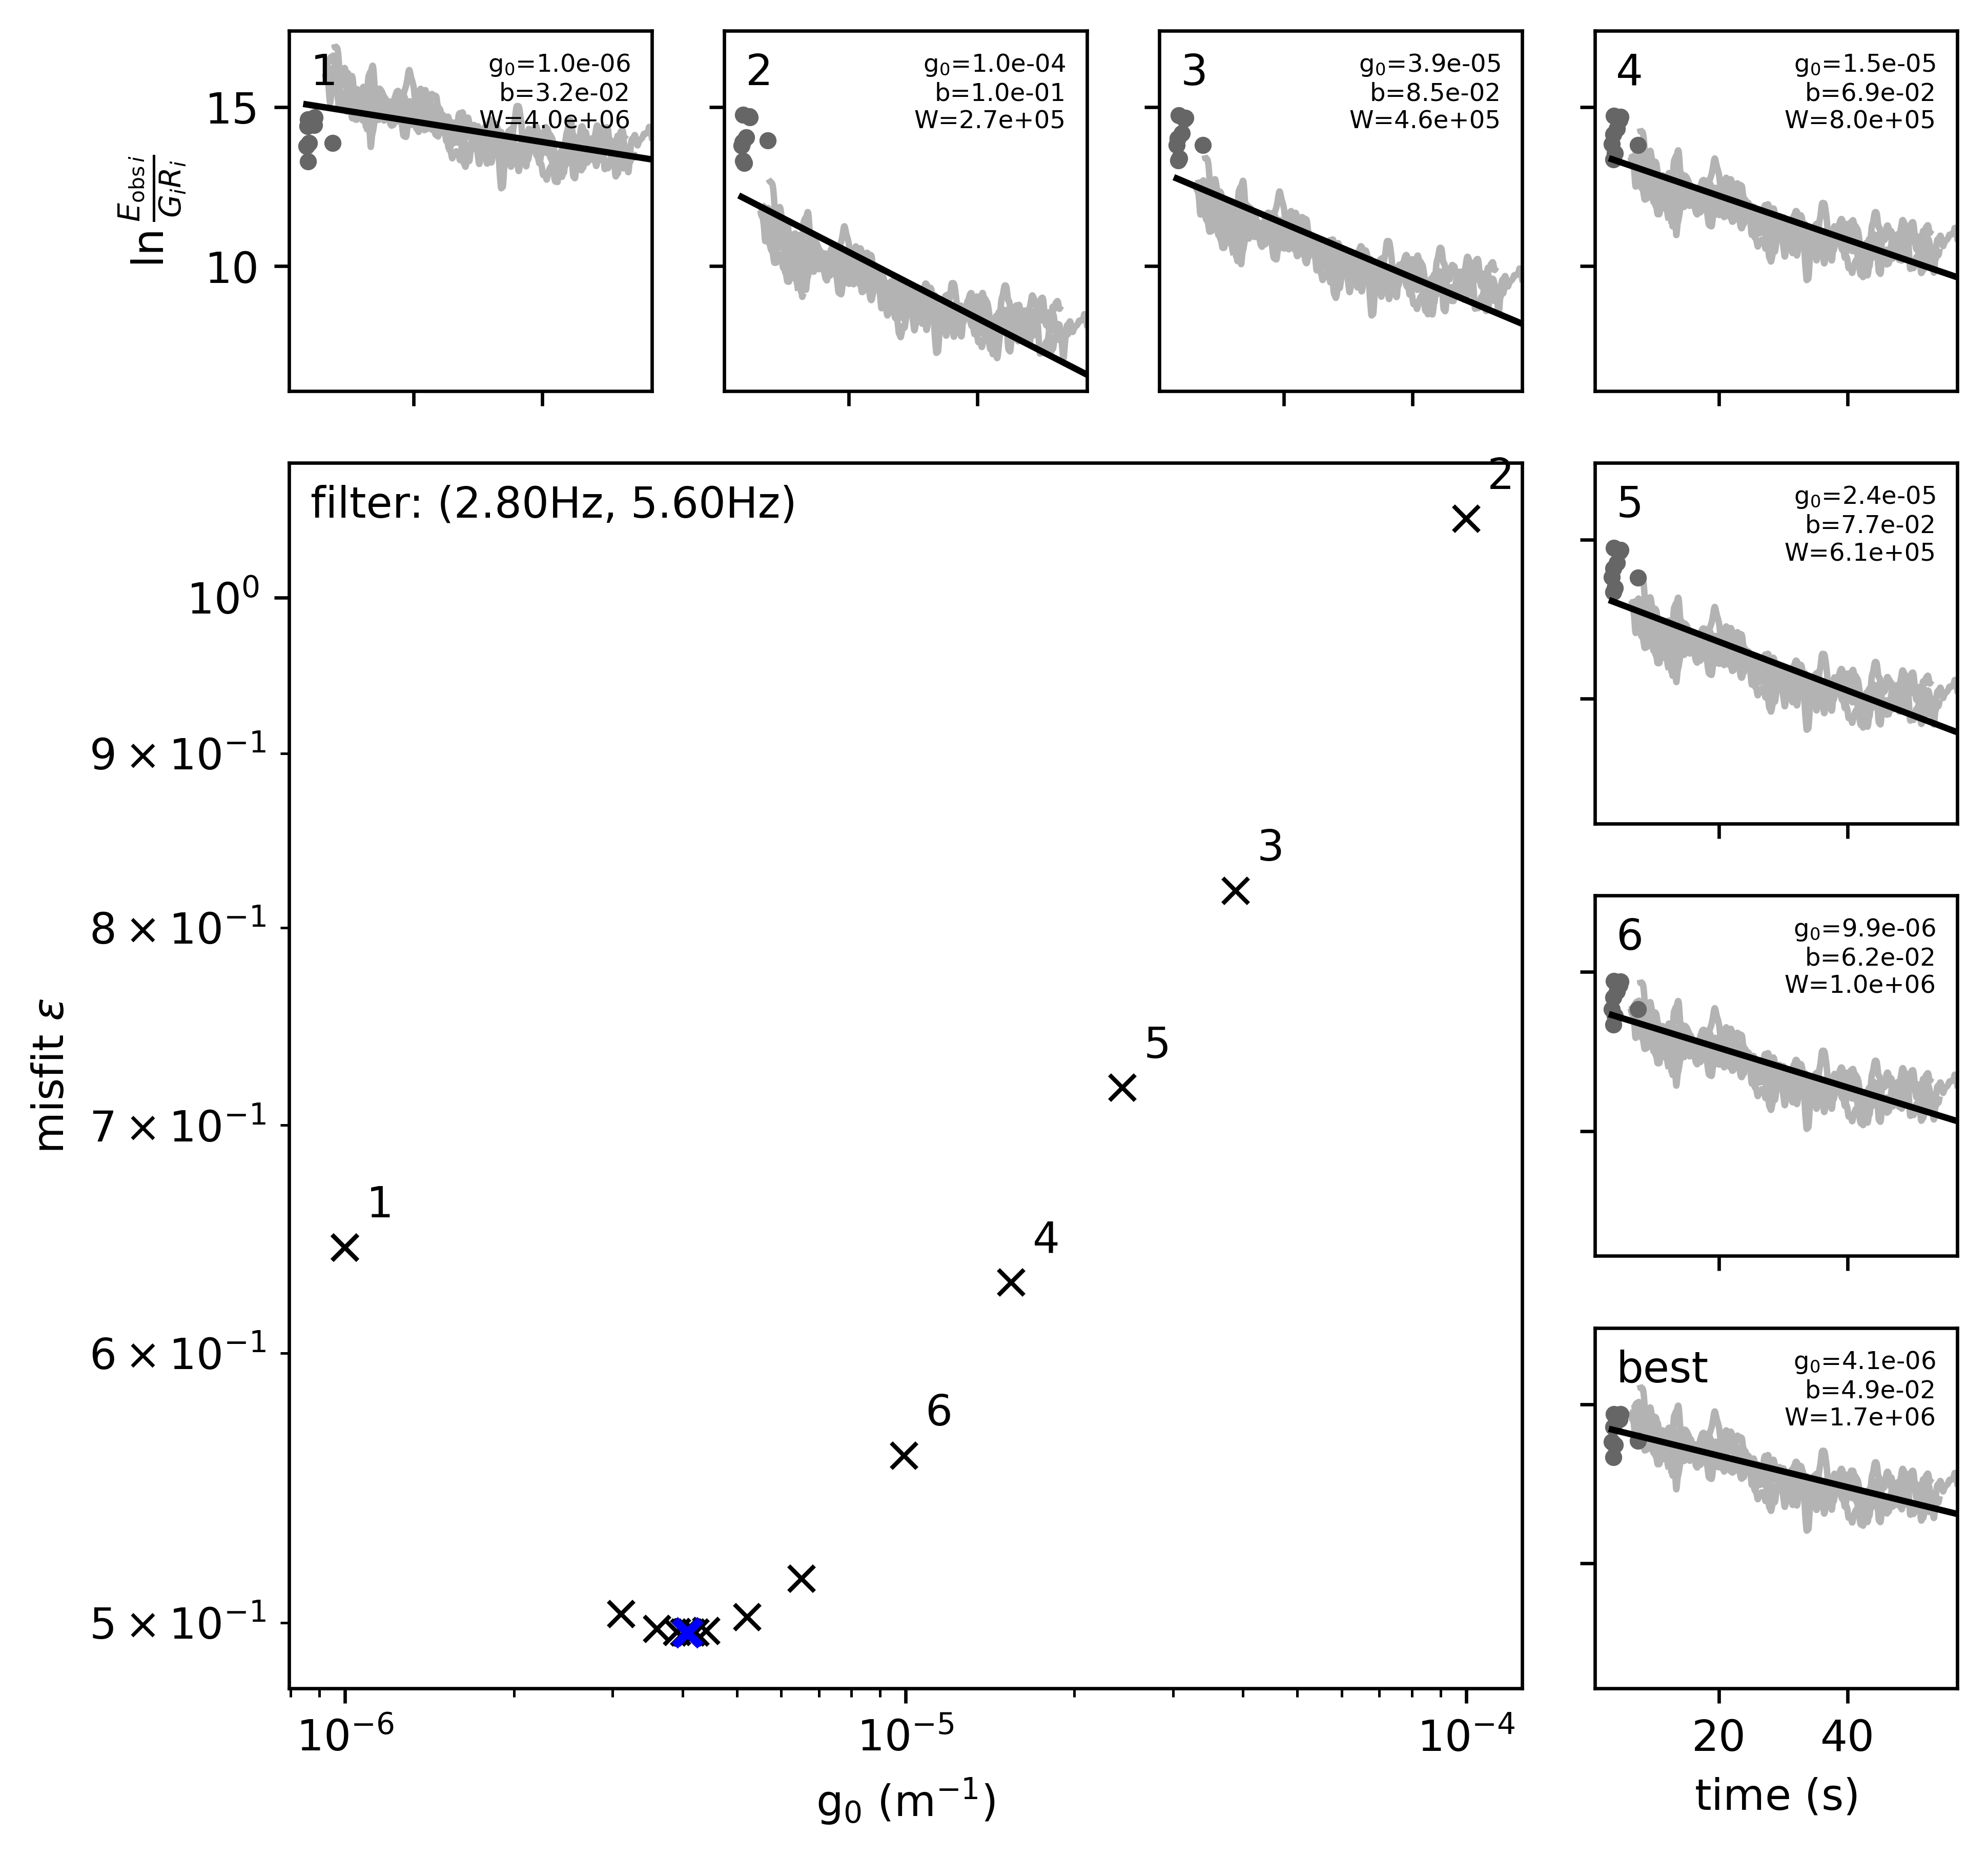 1
g₀=1.0e-06
b=3.2e-02
W=4.0e+06
2
g₀=1.0e-04
b=1.0e-01
W=2.7e+05
3
g₀=3.9e-05
b=8.5e-02
W=4.6e+05
4
g₀=1.5e-05
b=6.9e-02
W=8.0e+05
15
10
ln E_obs i / G_i R_i
filter: (2.80Hz, 5.60Hz)
2
3
5
1
4
6
10⁰
9 × 10⁻¹
8 × 10⁻¹
7 × 10⁻¹
6 × 10⁻¹
5 × 10⁻¹
misfit ε
10⁻⁶
10⁻⁵
10⁻⁴
g₀ (m⁻¹)
5
g₀=2.4e-05
b=7.7e-02
W=6.1e+05
6
g₀=9.9e-06
b=6.2e-02
W=1.0e+06
best
g₀=4.1e-06
b=4.9e-02
W=1.7e+06
20
40
time (s)